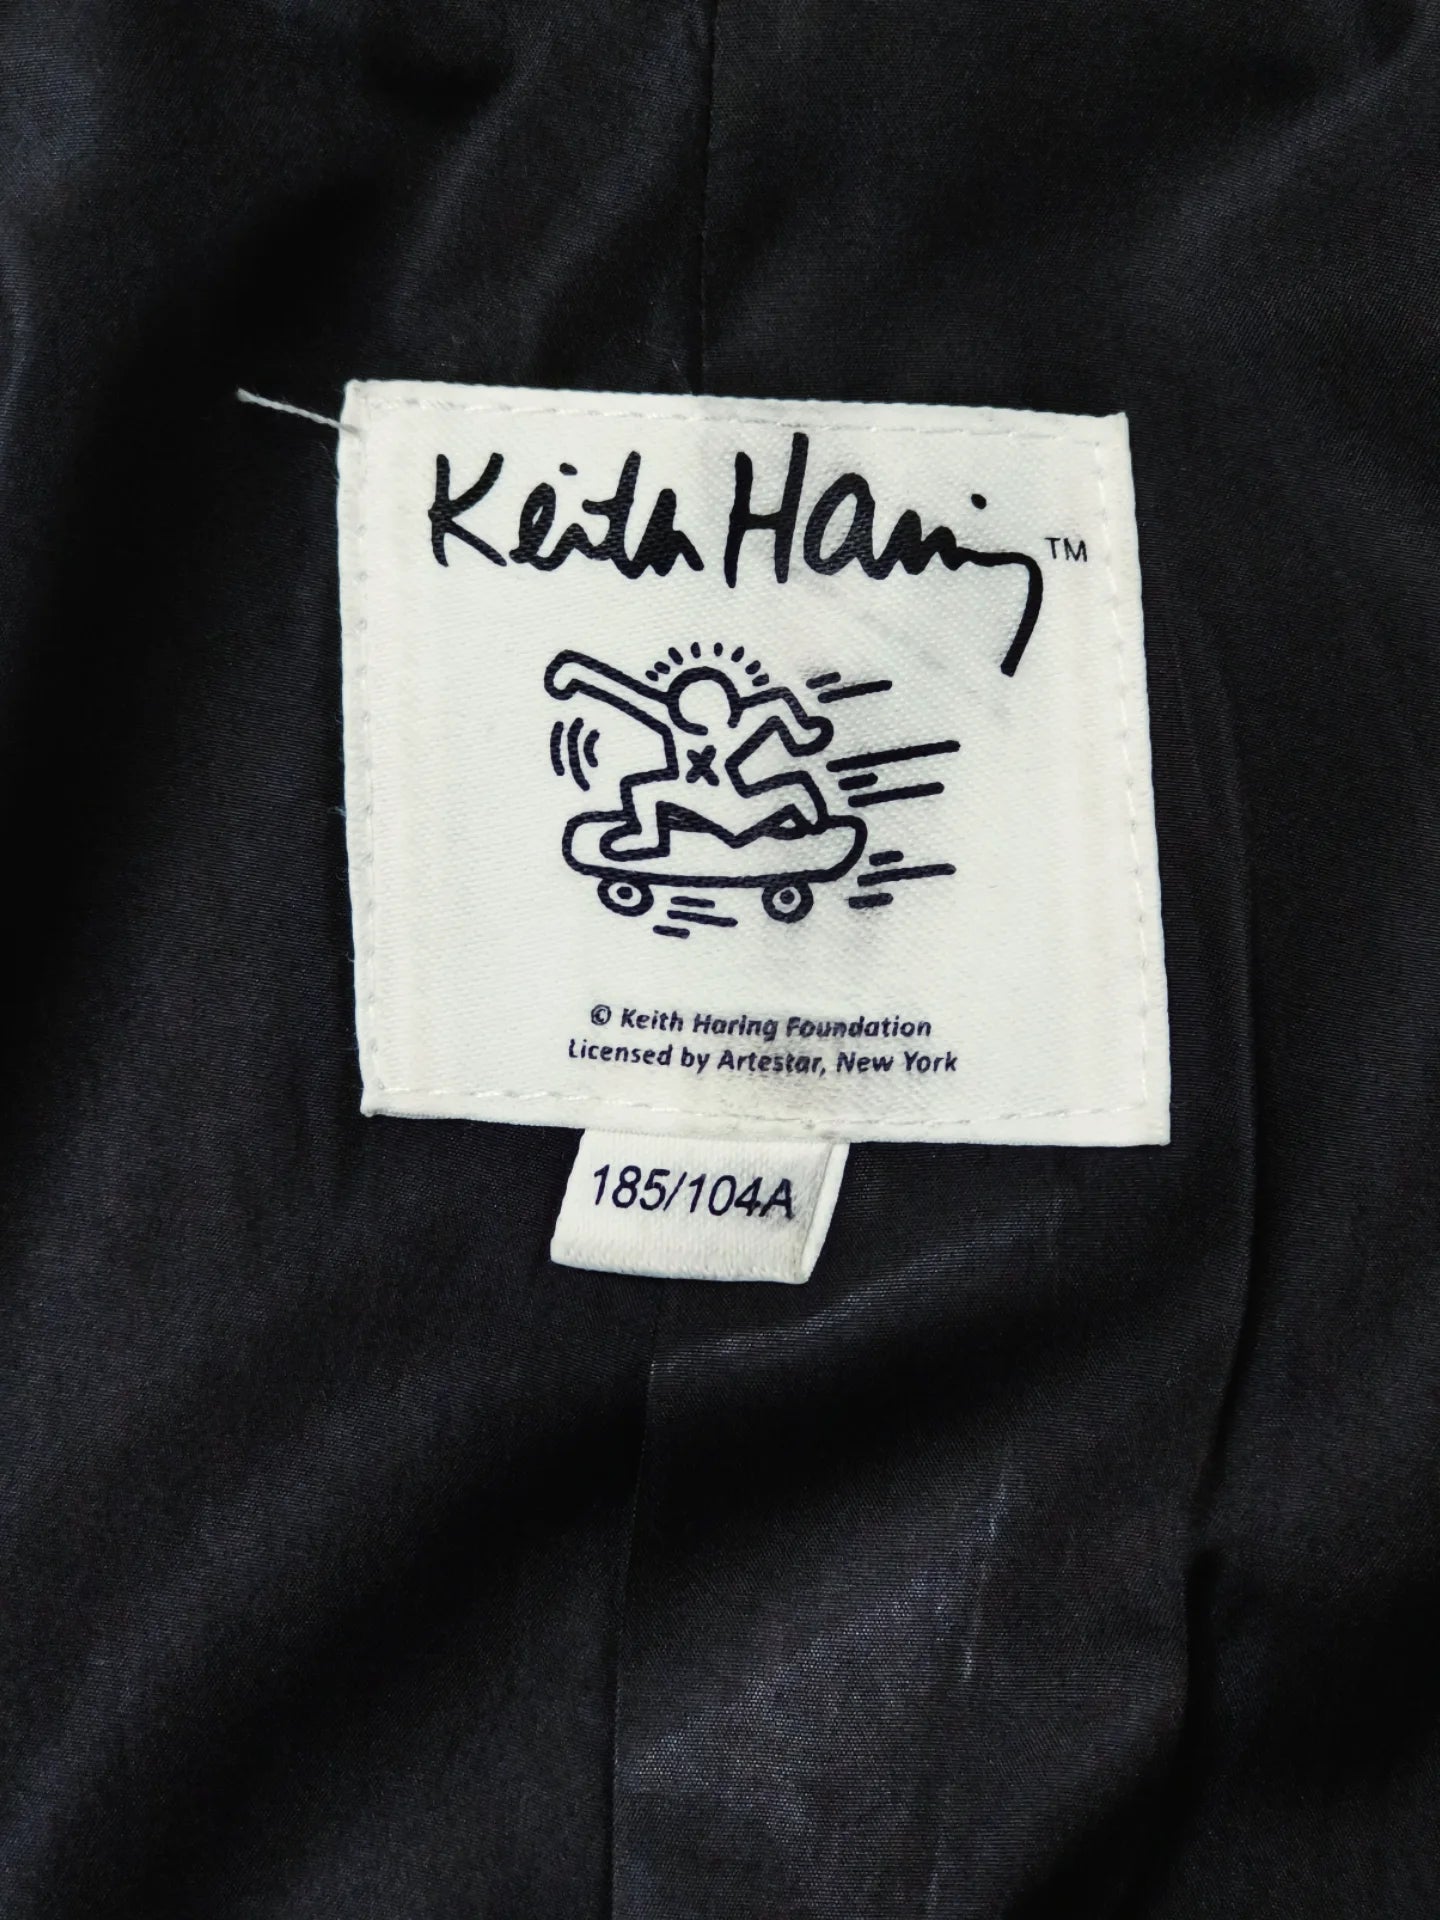 Keith Haring™
© Keith Haring Foundation
Licensed by Artestar, New York
185/104A